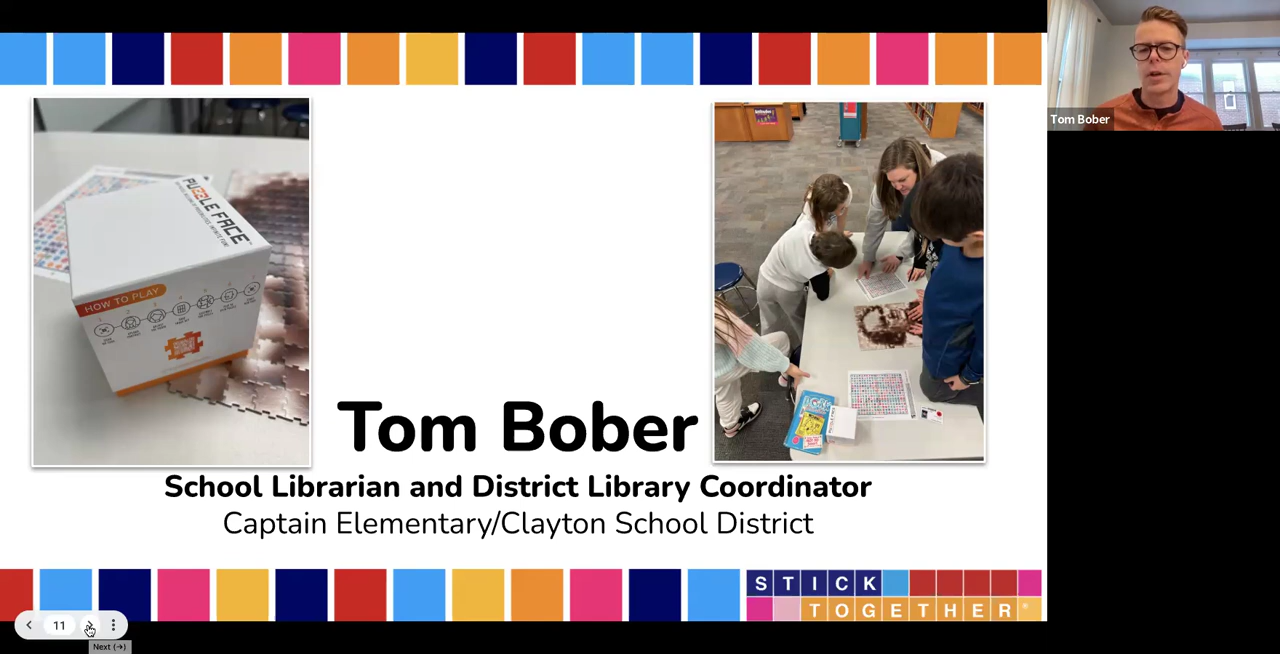 PUZZLE FACE
HOW TO PLAY
Tom Bober
School Librarian and District Library Coordinator
Captain Elementary/Clayton School District
STICK
TOGETHER
Tom Bober
11
Next (→)